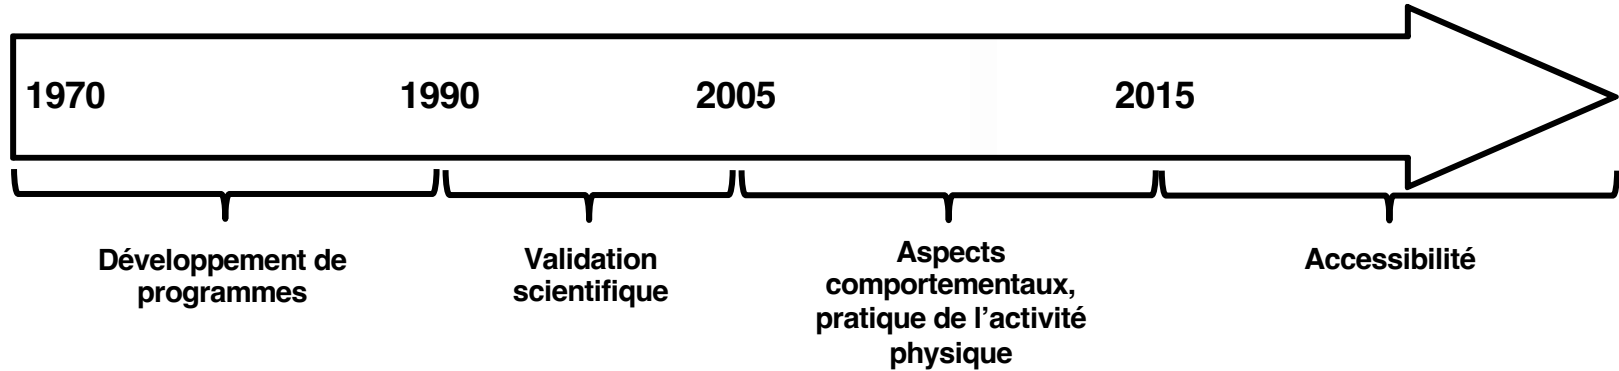 1970 1990 2005 2015
Développement de
programmes
Validation
scientifique
Aspects
comportementaux,
pratique de l’activité
physique
Accessibilité